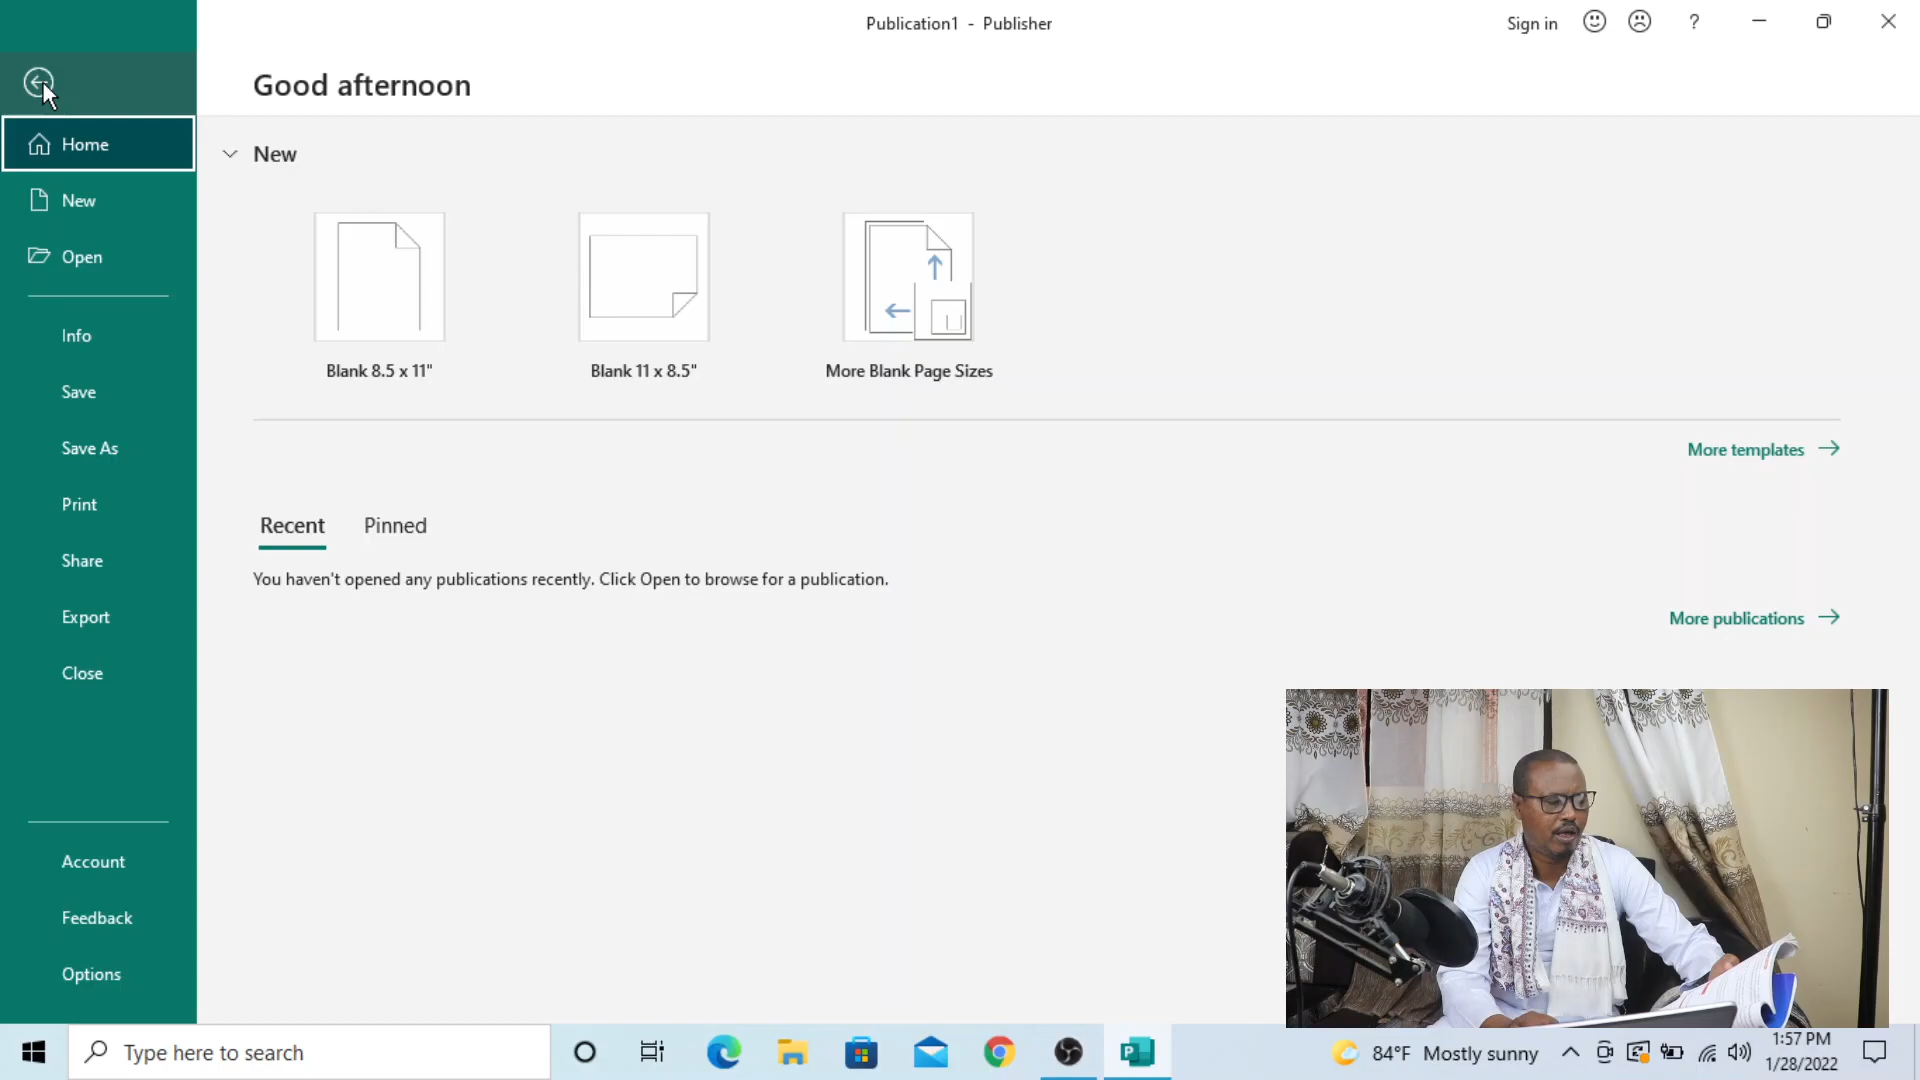 Publication1 - Publisher
Sign in
?
Good afternoon
Home
New
Open
Info
Save
Save As
Print
Share
Export
Close
Account
Feedback
Options
New
Blank 8.5 x 11"
Blank 11 x 8.5"
More Blank Page Sizes
More templates
Recent
Pinned
You haven't opened any publications recently. Click Open to browse for a publication.
More publications
Type here to search
84°F Mostly sunny
1:57 PM
1/28/2022